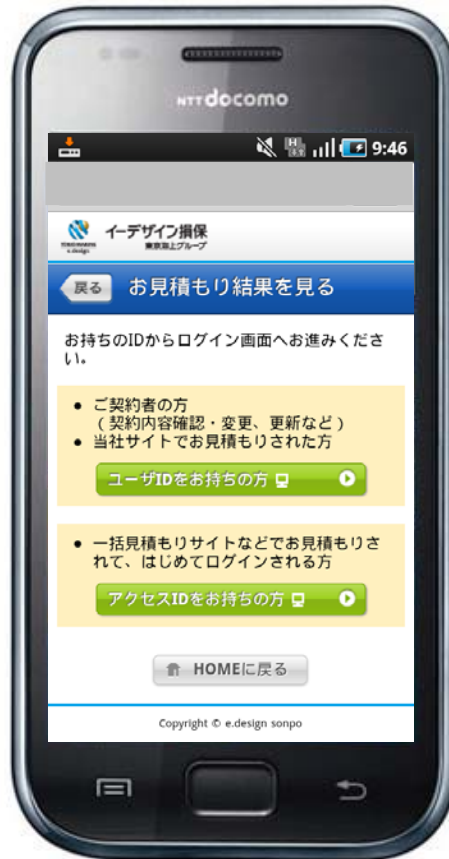 NTT docomo
9:46
イーデザイン損保
東京海上グループ
戻る お見積もり結果を見る
お持ちのIDからログイン画面へお進みくださ
い。
• ご契約者の方
(契約内容確認・変更、更新など)
• 当社サイトでお見積もりされた方
ユーザIDをお持ちの方
• 一括見積もりサイトなどでお見積もりさ
れて、はじめてログインされる方
アクセスIDをお持ちの方
HOMEに戻る
Copyright © e.design sonpo